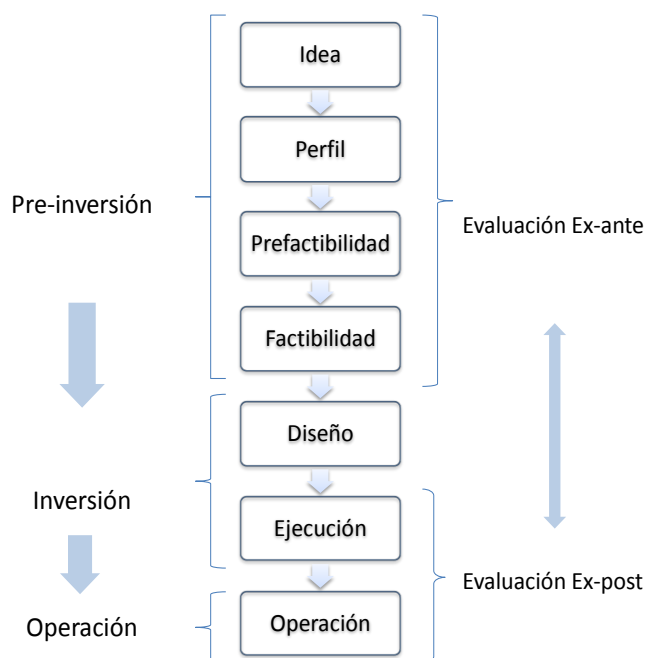 Idea
Perfil
Pre-inversión
Prefactibilidad
Evaluación Ex-ante
Factibilidad
Diseño
Inversión
Ejecución
Evaluación Ex-post
Operación
Operación